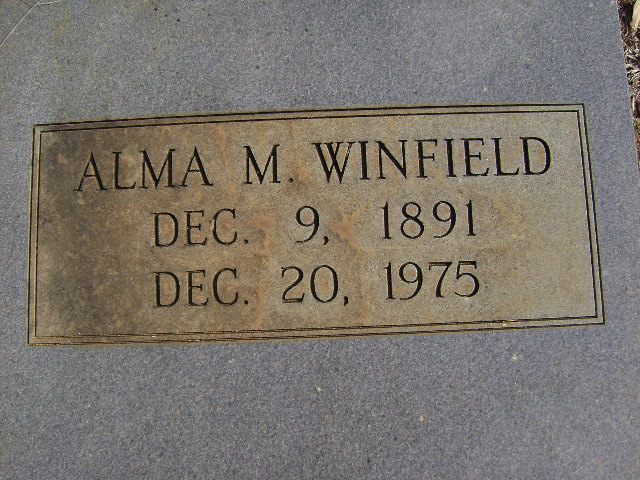 ALMA M. WINFIELD
DEC. 9, 1891
DEC. 20, 1975